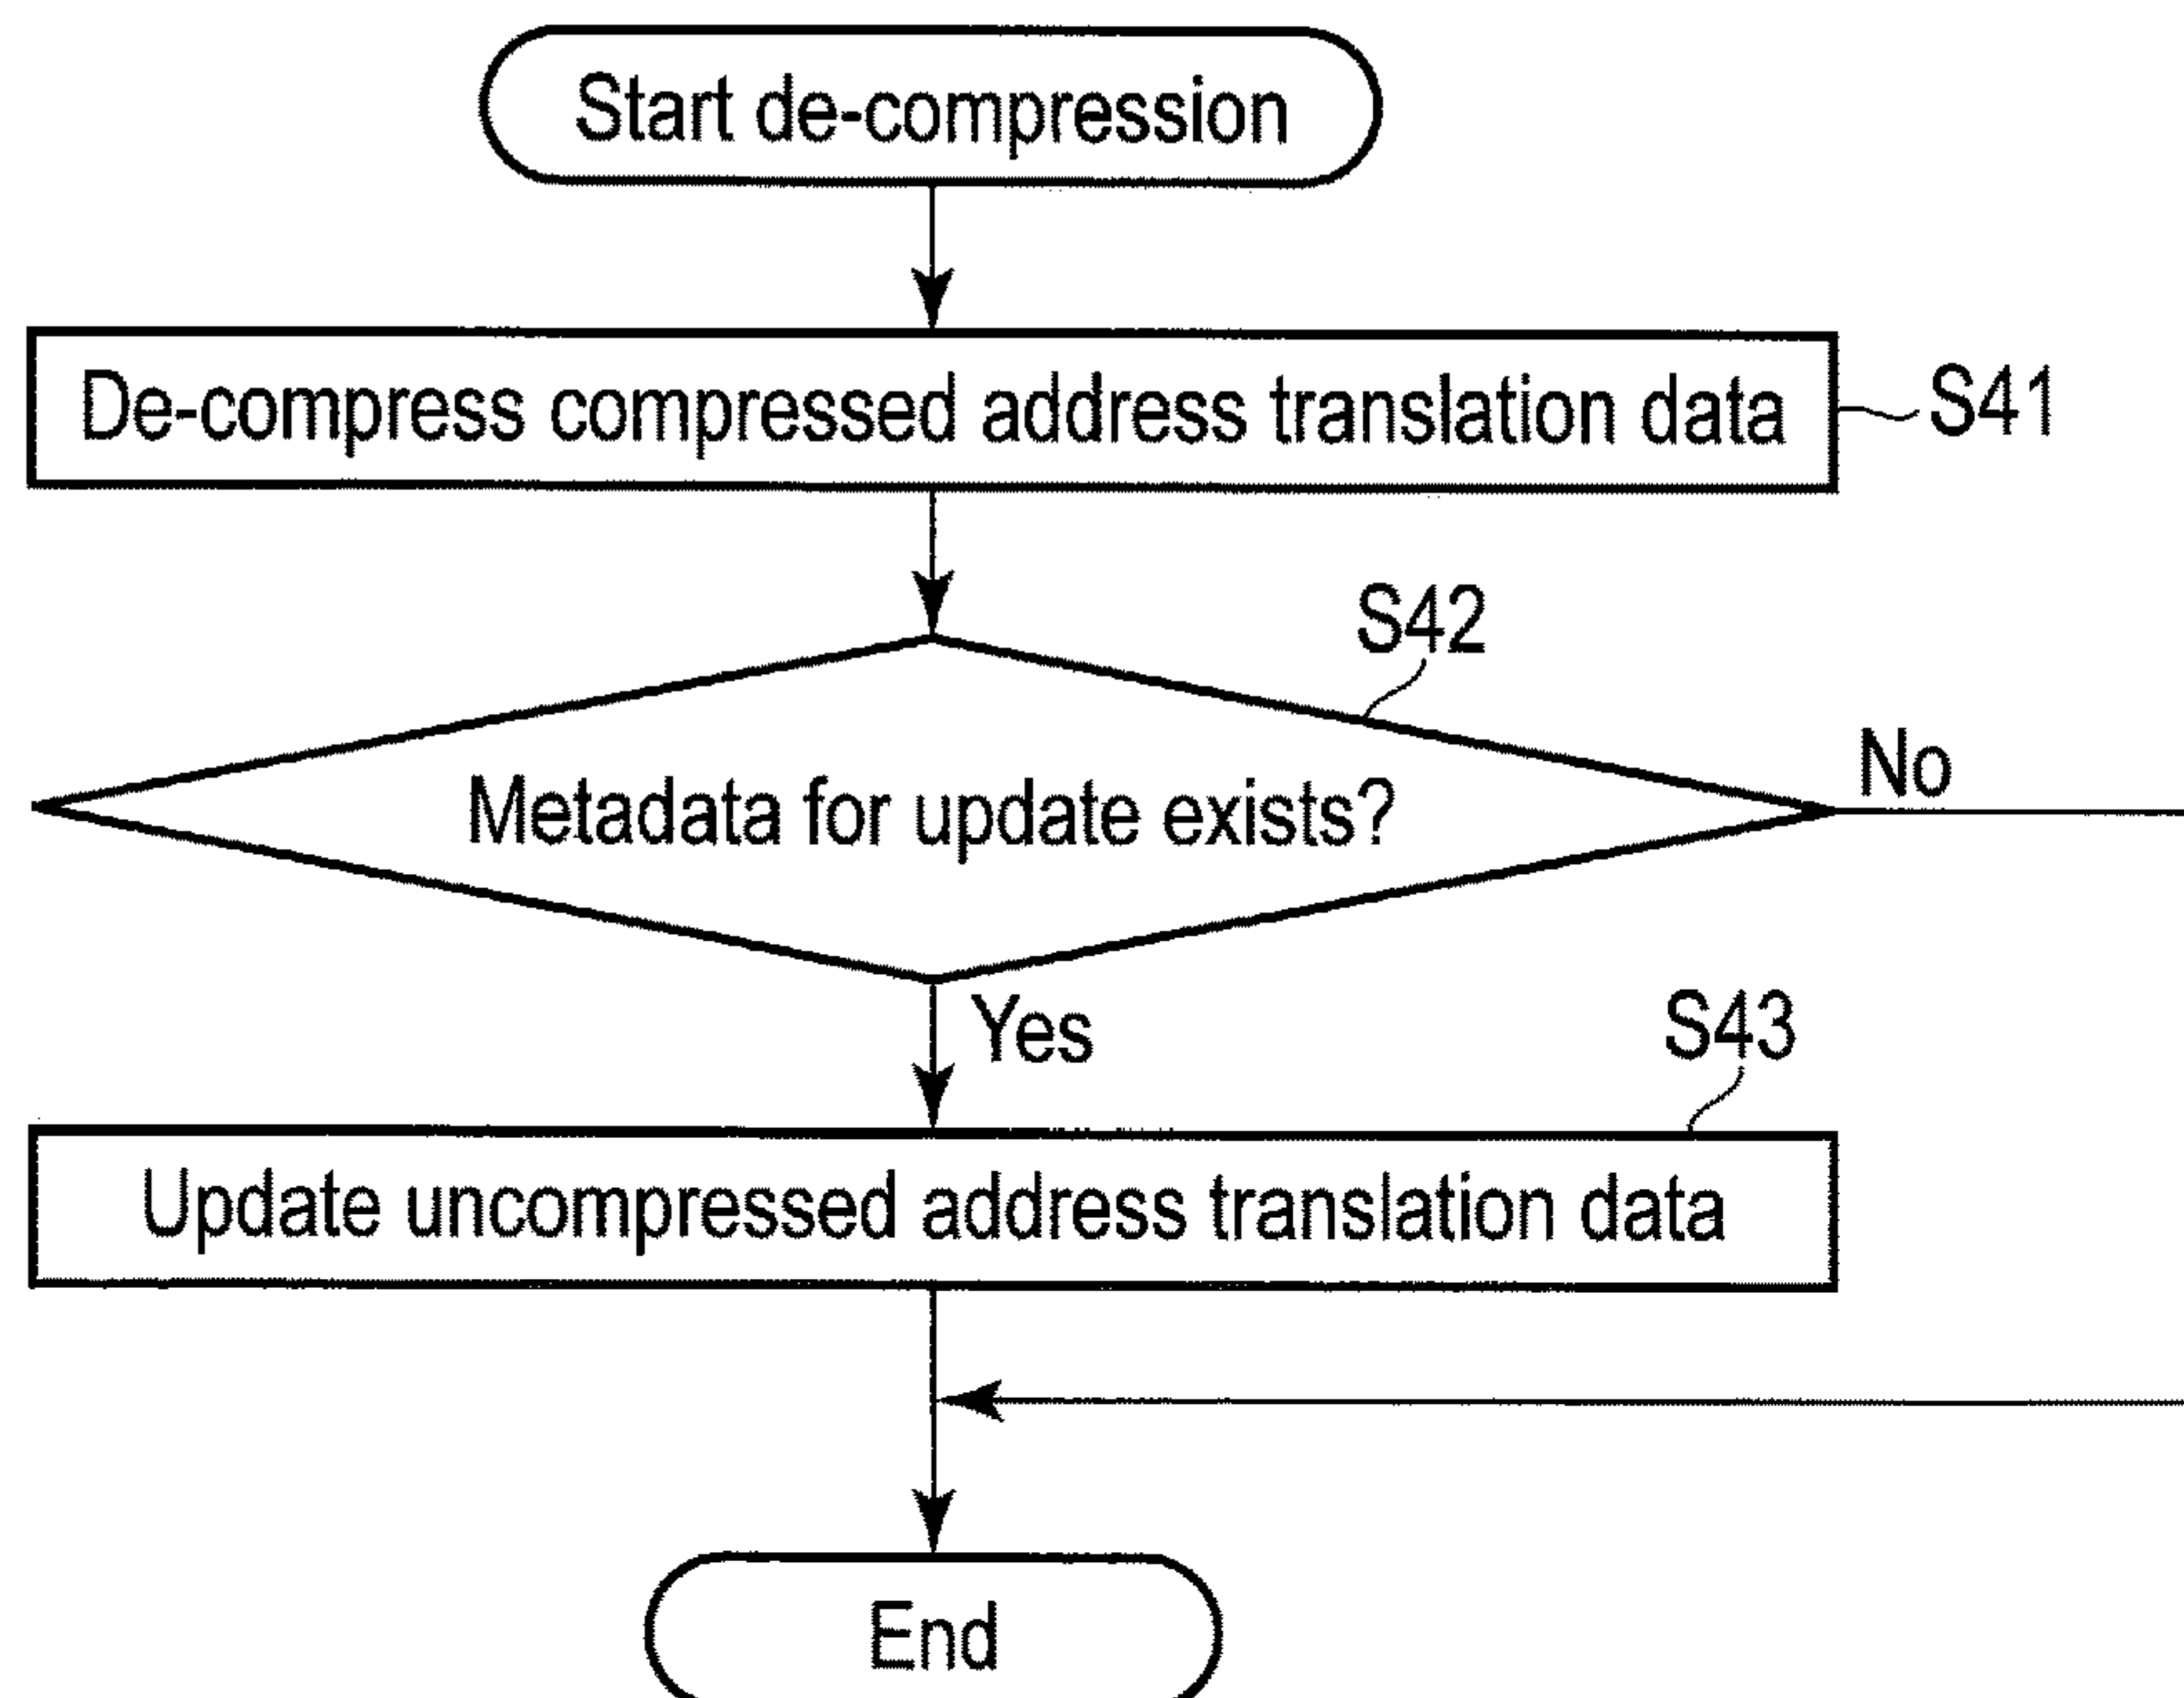 Start de-compression
De-compress compressed address translation data
S41
S42
Metadata for update exists?
No
Yes
S43
Update uncompressed address translation data
End